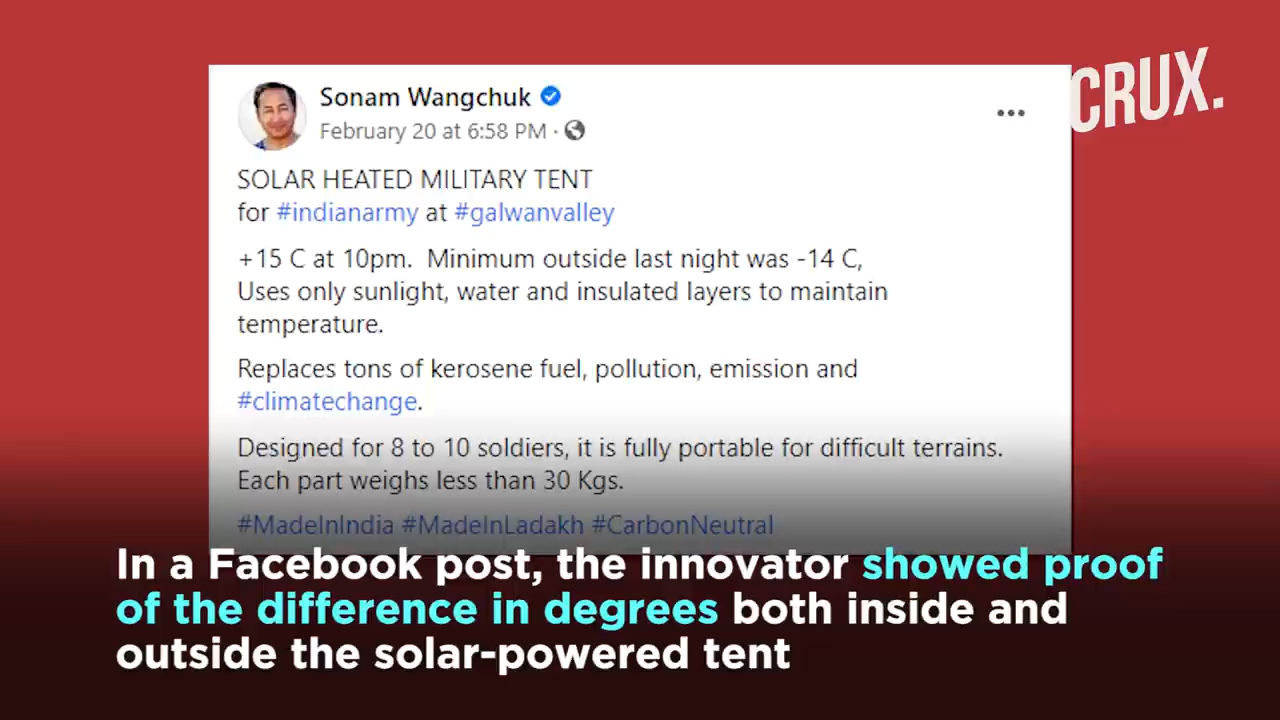 CRUX.
Sonam Wangchuk
February 20 at 6:58 PM ·
SOLAR HEATED MILITARY TENT
for #indianarmy at #galwanvalley
+15 C at 10pm. Minimum outside last night was -14 C,
Uses only sunlight, water and insulated layers to maintain
temperature.
Replaces tons of kerosene fuel, pollution, emission and
#climatechange.
Designed for 8 to 10 soldiers, it is fully portable for difficult terrains.
Each part weighs less than 30 Kgs.
#MadeInIndia #MadeInLadakh #CarbonNeutral
In a Facebook post, the innovator showed proof
of the difference in degrees both inside and
outside the solar-powered tent